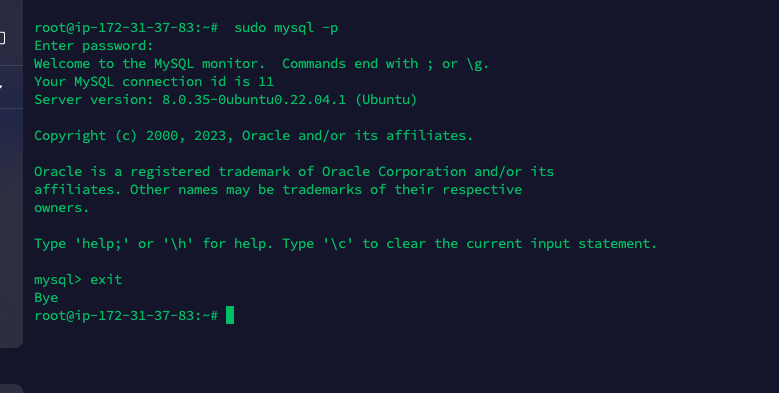 root@ip-172-31-37-83:~#  sudo mysql -p
Enter password:
Welcome to the MySQL monitor.  Commands end with ; or \g.
Your MySQL connection id is 11
Server version: 8.0.35-0ubuntu0.22.04.1 (Ubuntu)

Copyright (c) 2000, 2023, Oracle and/or its affiliates.

Oracle is a registered trademark of Oracle Corporation and/or its
affiliates. Other names may be trademarks of their respective
owners.

Type 'help;' or '\h' for help. Type '\c' to clear the current input statement.

mysql> exit
Bye
root@ip-172-31-37-83:~#